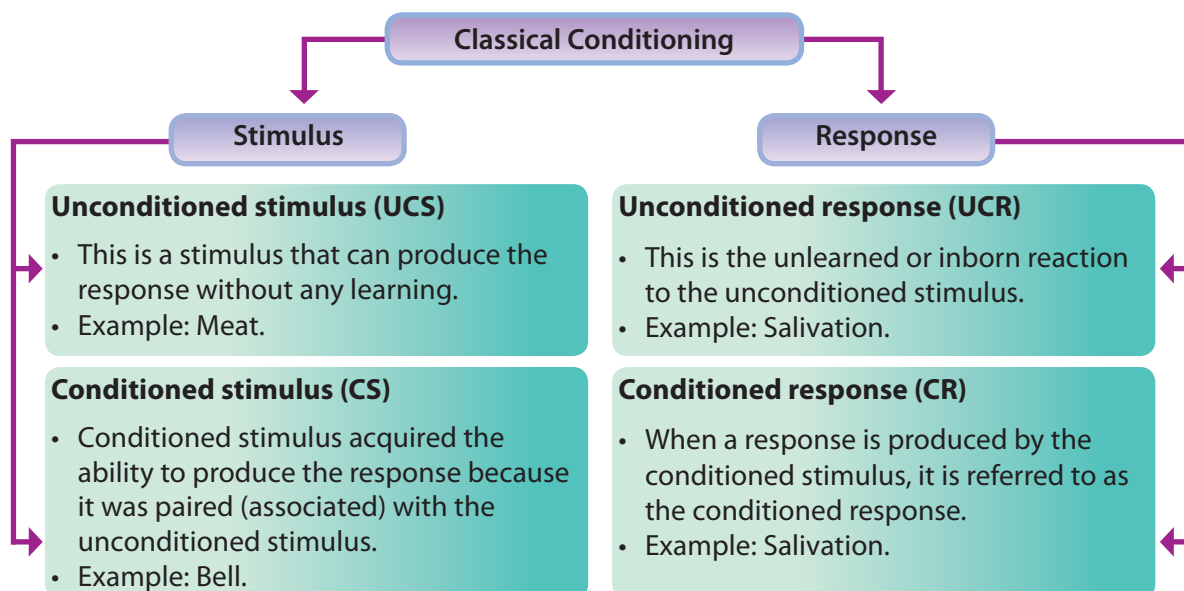 Classical Conditioning
Stimulus
Response
Unconditioned stimulus (UCS)
• This is a stimulus that can produce the
response without any learning.
• Example: Meat.
Unconditioned response (UCR)
• This is the unlearned or inborn reaction
to the unconditioned stimulus.
• Example: Salivation.
Conditioned stimulus (CS)
• Conditioned stimulus acquired the
ability to produce the response because
it was paired (associated) with the
unconditioned stimulus.
• Example: Bell.
Conditioned response (CR)
• When a response is produced by the
conditioned stimulus, it is referred to as
the conditioned response.
• Example: Salivation.